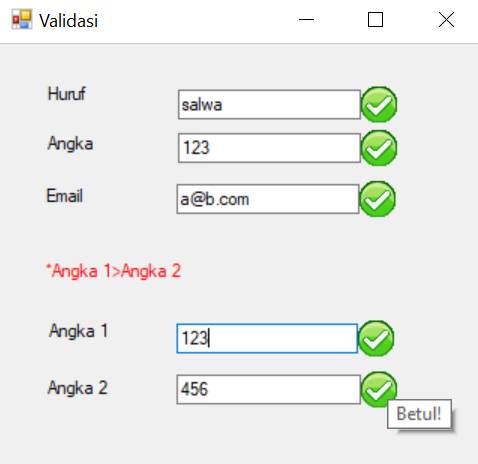 Validasi
Huruf
salwa
Angka
123
Email
a@b.com
*Angka 1>Angka 2
Angka 1
123
Angka 2
456
Betul!